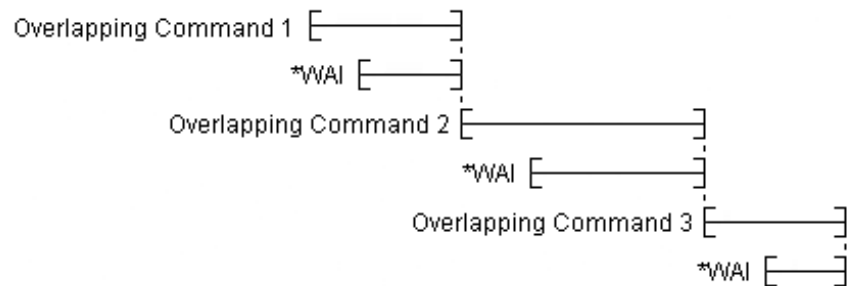 Overlapping Command 1
*WAI
Overlapping Command 2
*WAI
Overlapping Command 3
*WAI